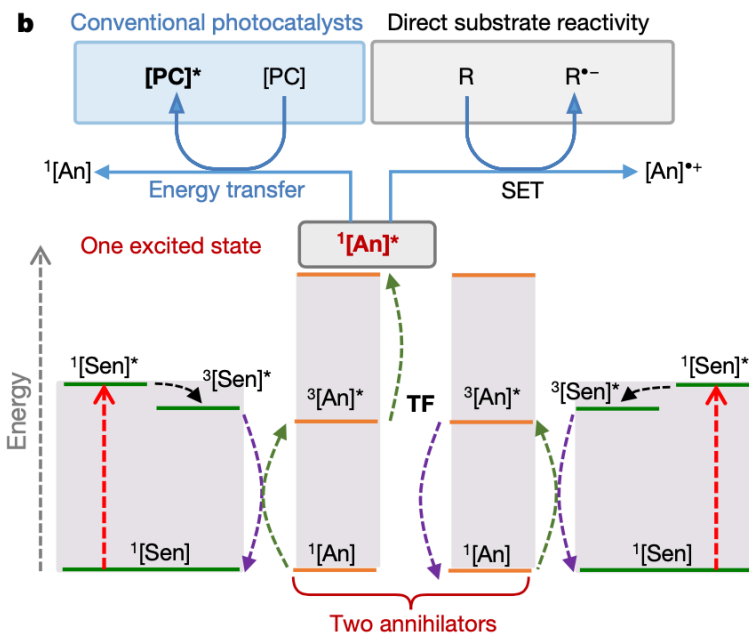 b
Conventional photocatalysts
Direct substrate reactivity
[PC]*
[PC]
R
R•−
¹[An]
Energy transfer
SET
[An]•+
One excited state
¹[An]*
Energy
¹[Sen]*
³[Sen]*
³[An]*
TF
³[An]*
³[Sen]*
¹[Sen]*
¹[Sen]
¹[An]
¹[An]
¹[Sen]
Two annihilators